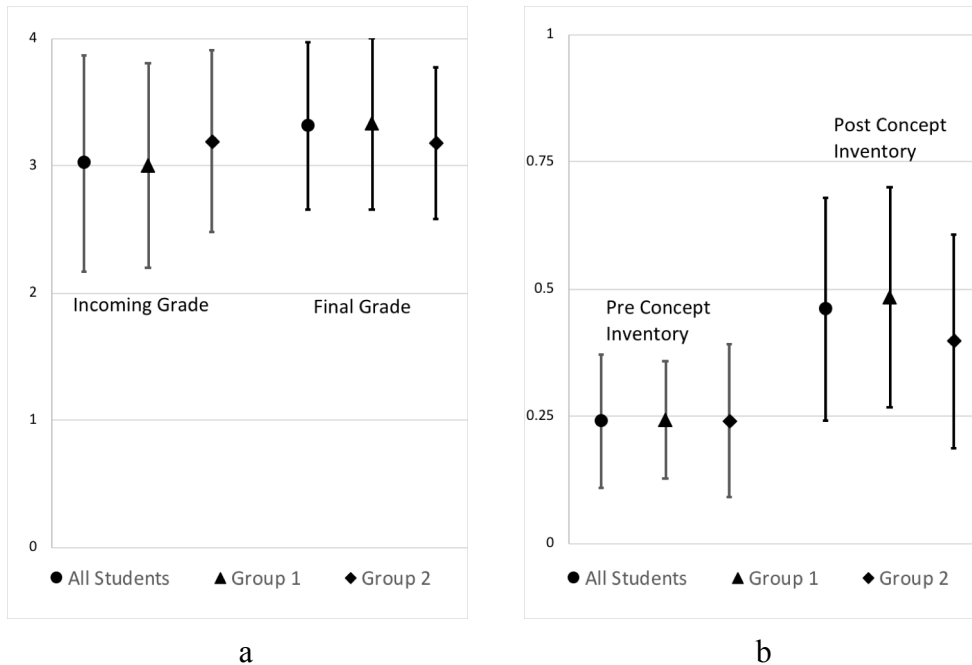 4
3
2
1
0
Incoming Grade
Final Grade
All Students
Group 1
Group 2
a
1
0.75
0.5
0.25
0
Post Concept
Inventory
Pre Concept
Inventory
All Students
Group 1
Group 2
b